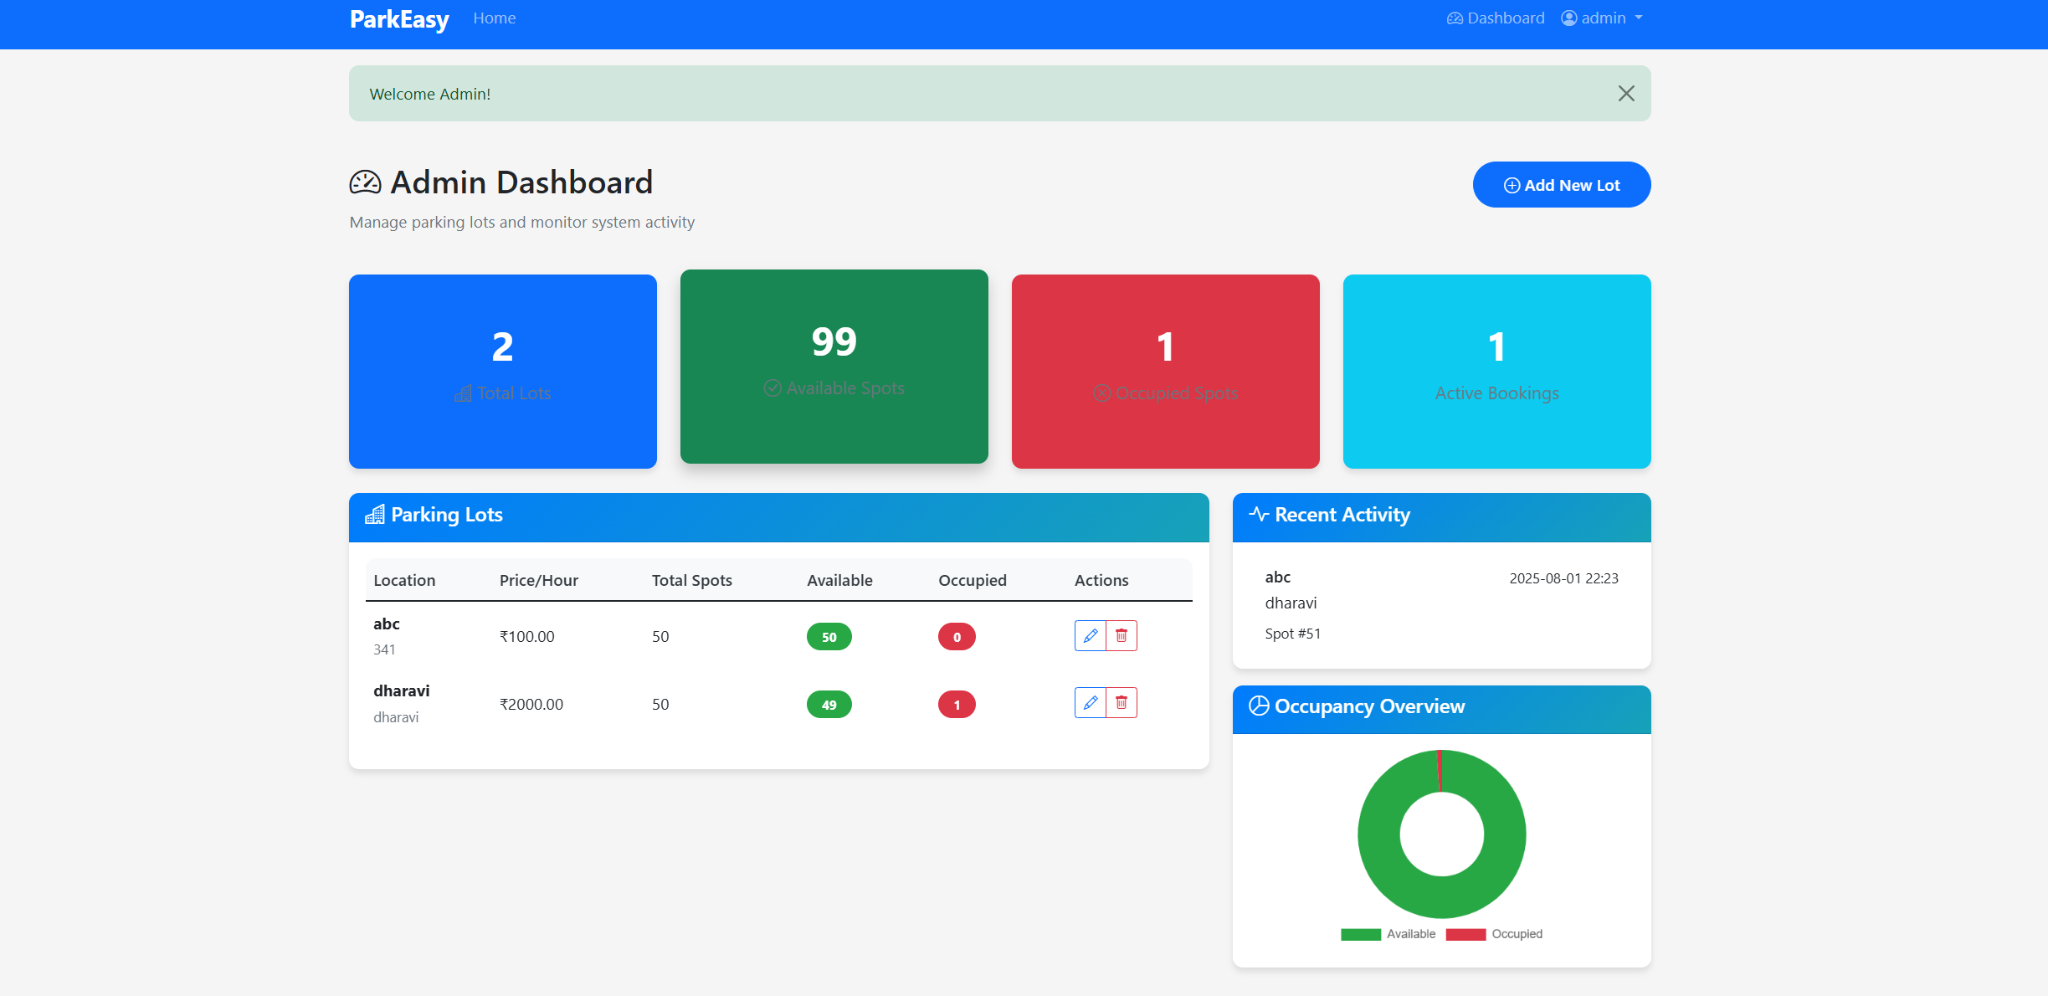 ParkEasy Home Dashboard admin
Welcome Admin!
Admin Dashboard
Add New Lot
Manage parking lots and monitor system activity
2
Total Lots
99
Available Spots
1
Occupied Spots
1
Active Bookings
Parking Lots
Location Price/Hour Total Spots Available Occupied Actions
abc
341
₹100.00 50 50 0
dharavi
dharavi
₹2000.00 50 49 1
Recent Activity
abc 2025-08-01 22:23
dharavi
Spot #51
Occupancy Overview
Available Occupied